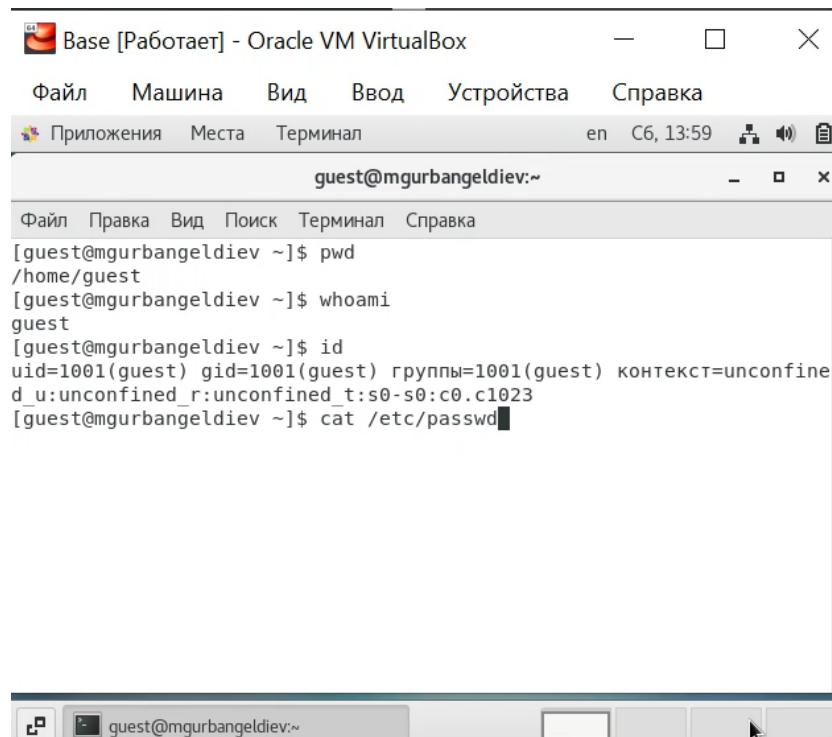 64
Base [Работает] - Oracle VM VirtualBox
Файл Машина Вид Ввод Устройства Справка
Приложения Места Терминал en Сб, 13:59
guest@mgurbangeldiev:~
Файл Правка Вид Поиск Терминал Справка
[guest@mgurbangeldiev ~]$ pwd
/home/guest
[guest@mgurbangeldiev ~]$ whoami
guest
[guest@mgurbangeldiev ~]$ id
uid=1001(guest) gid=1001(guest) группы=1001(guest) контекст=unconfine
d_u:unconfined_r:unconfined_t:s0-s0:c0.c1023
[guest@mgurbangeldiev ~]$ cat /etc/passwd
guest@mgurbangeldiev:~